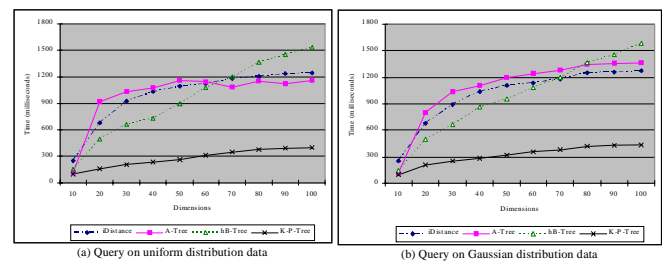 1800
1500
1200
900
600
300
0
Time (milliseconds)
10 20 30 40 50 60 70 80 90 100
Dimensions
iDistance A-Tree hB-Tree K-P-Tree
(a) Query on uniform distribution data
1800
1500
1200
900
600
300
0
Time (milliseconds)
10 20 30 40 50 60 70 80 90 100
Dimensions
iDistance A-Tree hB-Tree K-P-Tree
(b) Query on Gaussian distribution data